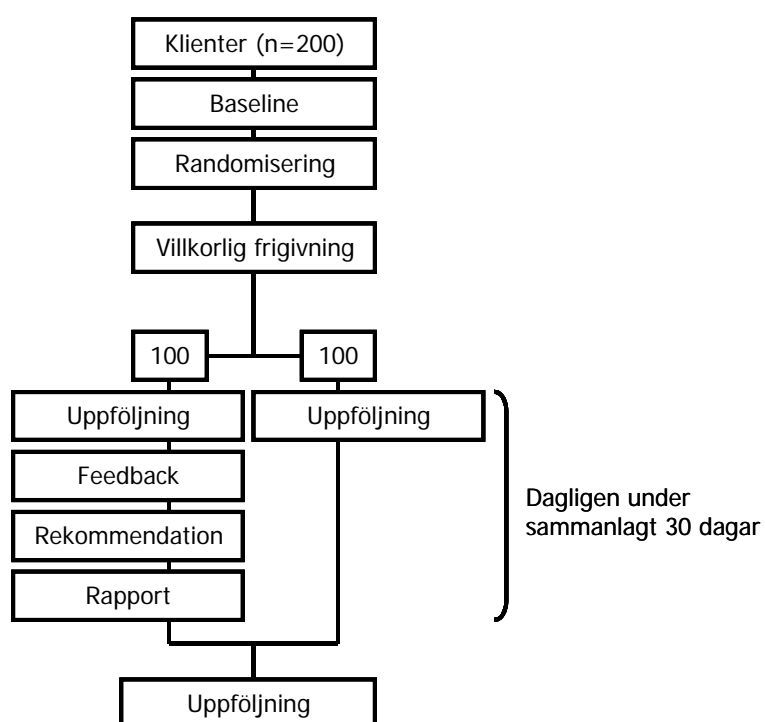 Klienter (n=200)
Baseline
Randomisering
Villkorlig frigivning
100
100
Uppföljning
Uppföljning
Feedback
Rekommendation
Rapport
Dagligen under
sammanlagt 30 dagar
Uppföljning